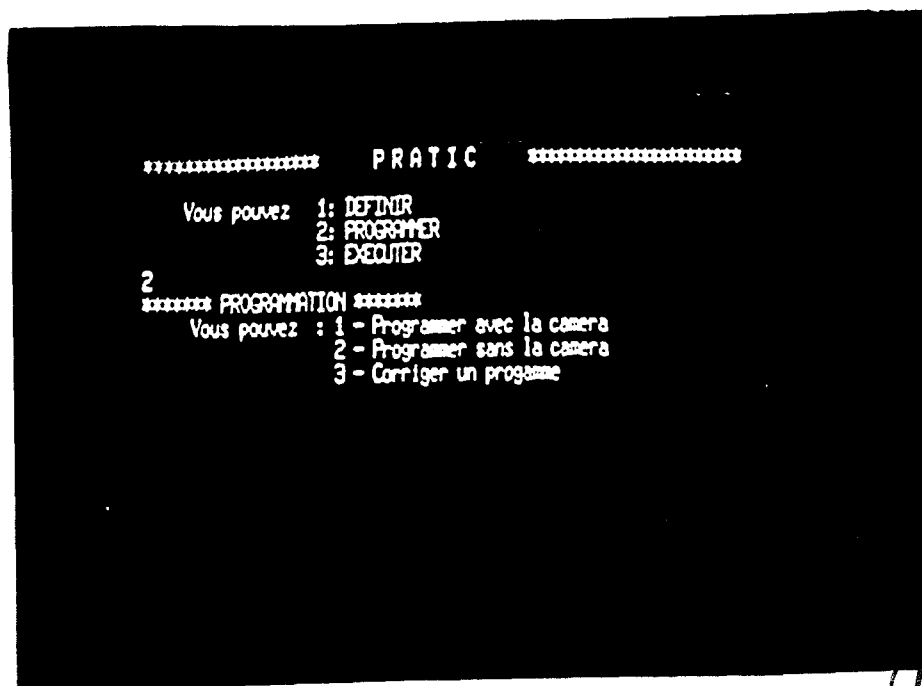 ****************** PRATIC **********************
Vous pouvez 1: DEFINIR
2: PROGRAMMER
3: EXECUTER
2
******* PROGRAMMATION *******
Vous pouvez : 1 - Programmer avec la camera
2 - Programmer sans la camera
3 - Corriger un progamme